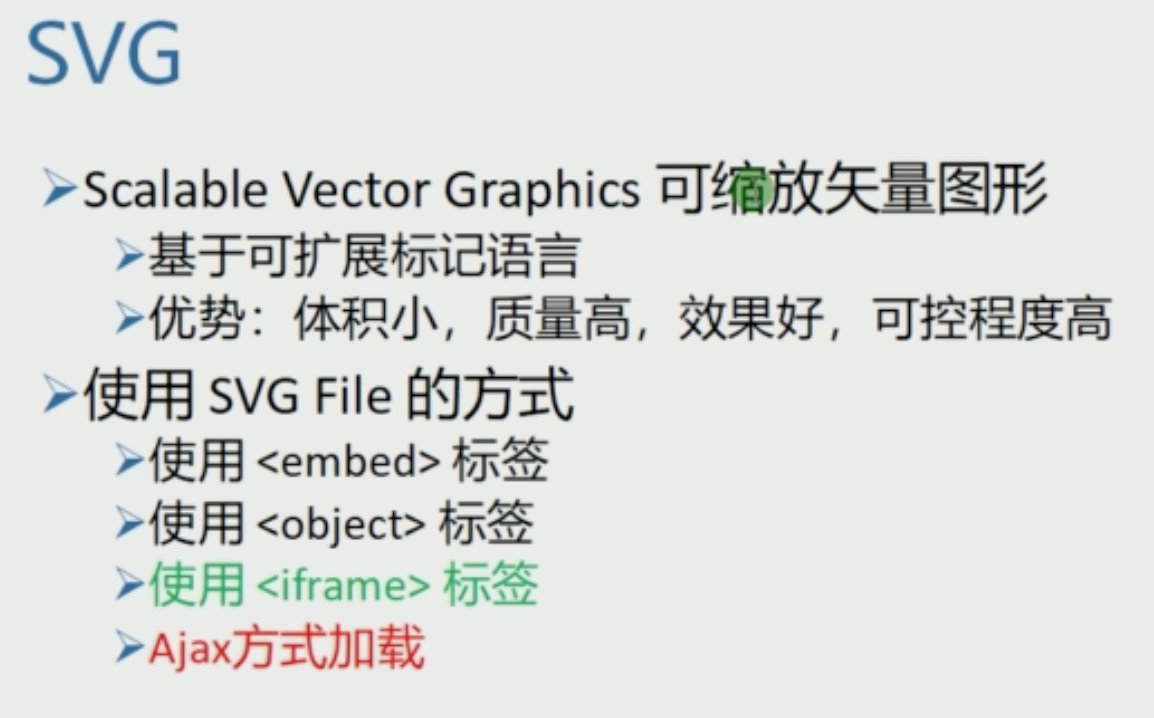 SVG
Scalable Vector Graphics 可缩放矢量图形
基于可扩展标记语言
优势：体积小，质量高，效果好，可控程度高
使用 SVG File 的方式
使用 <embed> 标签
使用 <object> 标签
使用 <iframe> 标签
Ajax方式加载